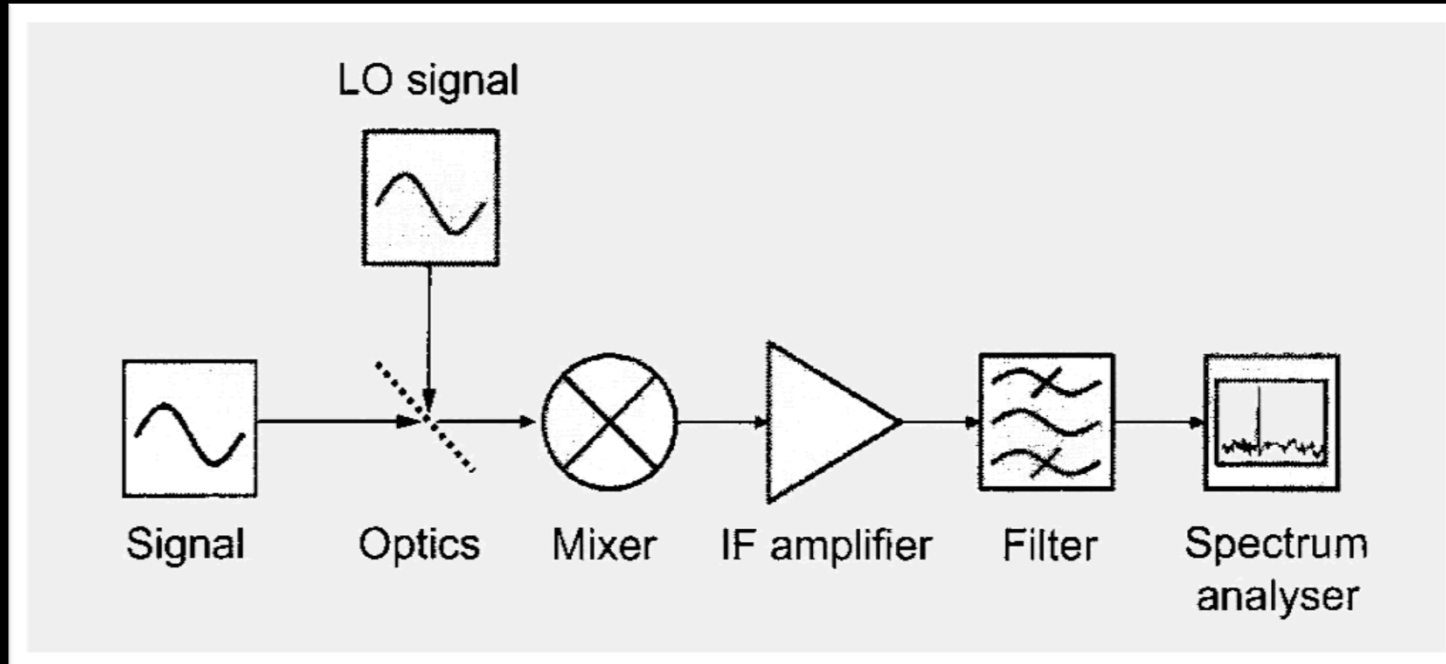 LO signal
Signal
Optics
Mixer
IF amplifier
Filter
Spectrum
analyser